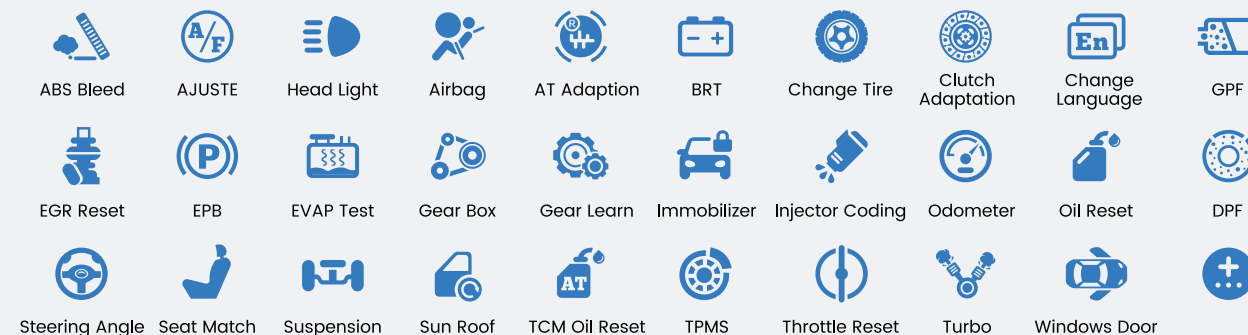 A/F
R
En
ABS Bleed
AJUSTE
Head Light
Airbag
AT Adaption
BRT
Change Tire
Clutch
Adaptation
Change
Language
GPF
P
EGR Reset
EPB
EVAP Test
Gear Box
Gear Learn
Immobilizer
Injector Coding
Odometer
Oil Reset
DPF
AT
Steering Angle
Seat Match
Suspension
Sun Roof
TCM Oil Reset
TPMS
Throttle Reset
Turbo
Windows Door